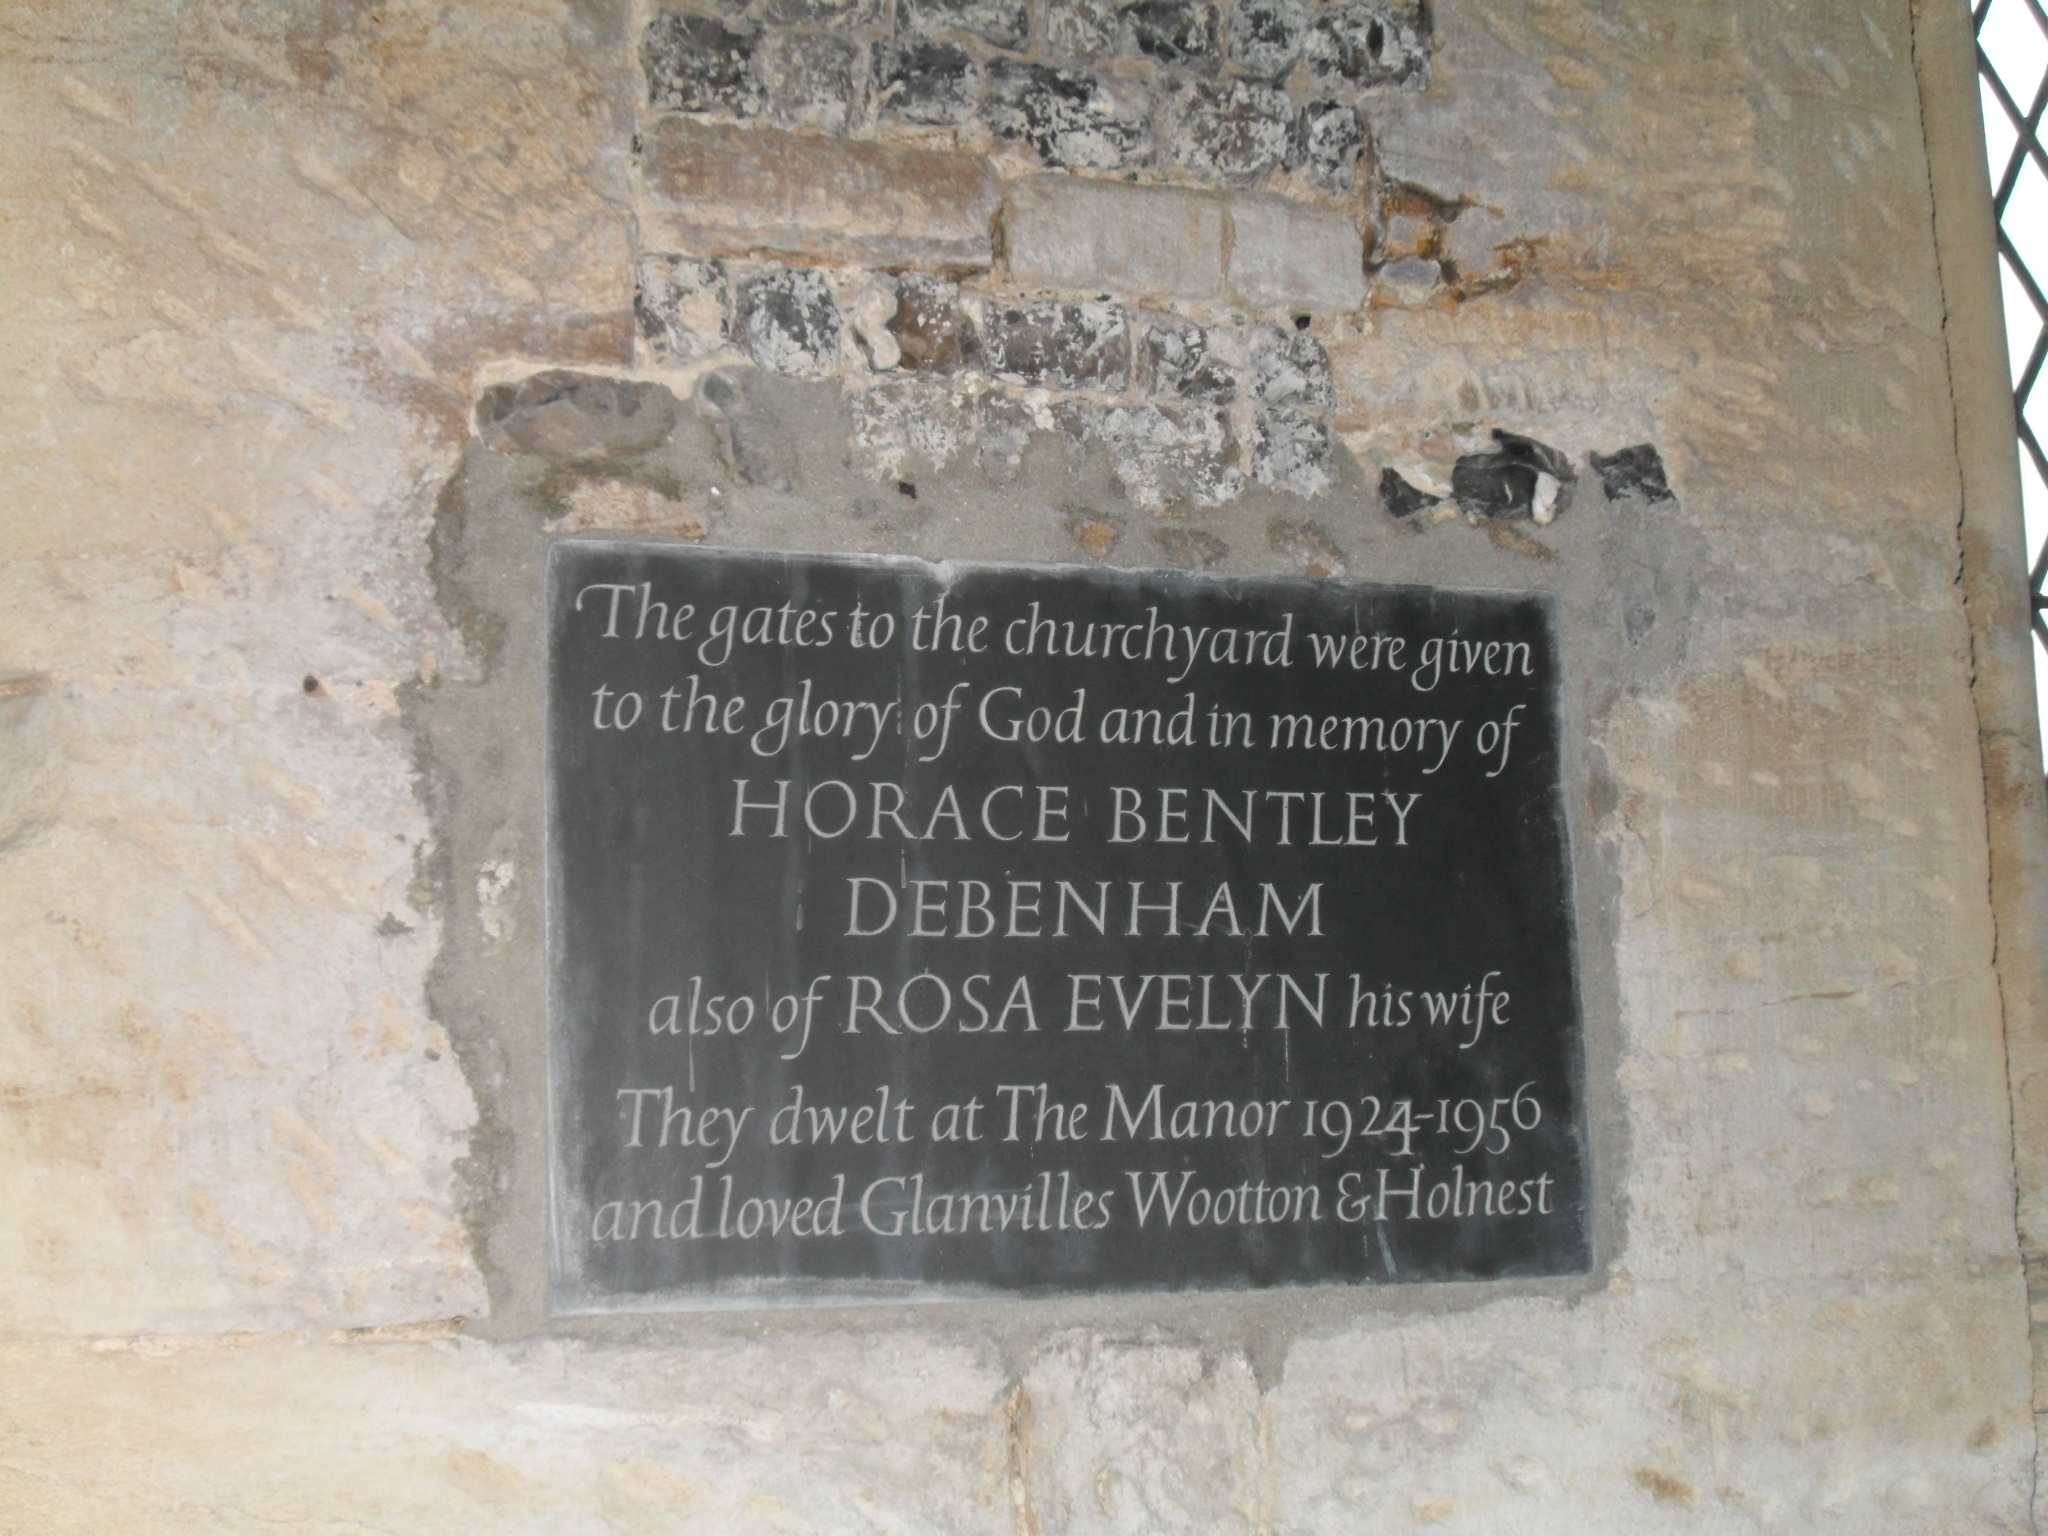 The gates to the churchyard were given
to the glory of God and in memory of
HORACE BENTLEY
DEBENHAM
also of ROSA EVELYN his wife
They dwelt at The Manor 1924-1956
and loved Glanvilles Wootton & Holnest